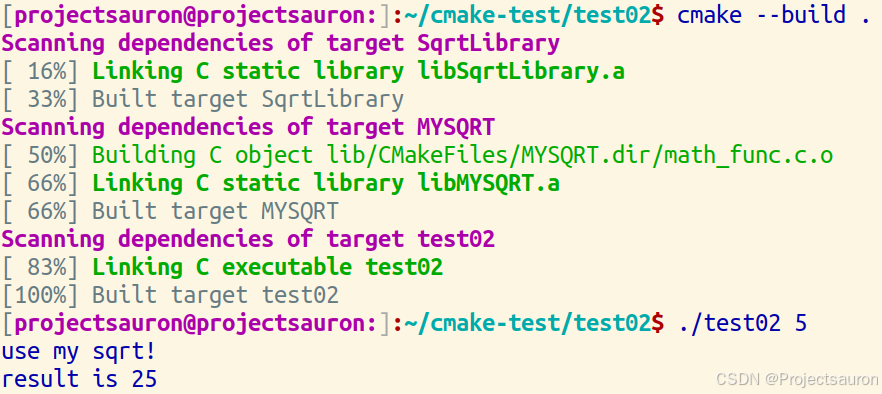 [projectsauron@projectsauron:]:~/cmake-test/test02$ cmake --build .
Scanning dependencies of target SqrtLibrary
[ 16%] Linking C static library libSqrtLibrary.a
[ 33%] Built target SqrtLibrary
Scanning dependencies of target MYSQRT
[ 50%] Building C object lib/CMakeFiles/MYSQRT.dir/math_func.c.o
[ 66%] Linking C static library libMYSQRT.a
[ 66%] Built target MYSQRT
Scanning dependencies of target test02
[ 83%] Linking C executable test02
[100%] Built target test02
[projectsauron@projectsauron:]:~/cmake-test/test02$ ./test02 5
use my sqrt!
result is 25
CSDN @Projectsauron